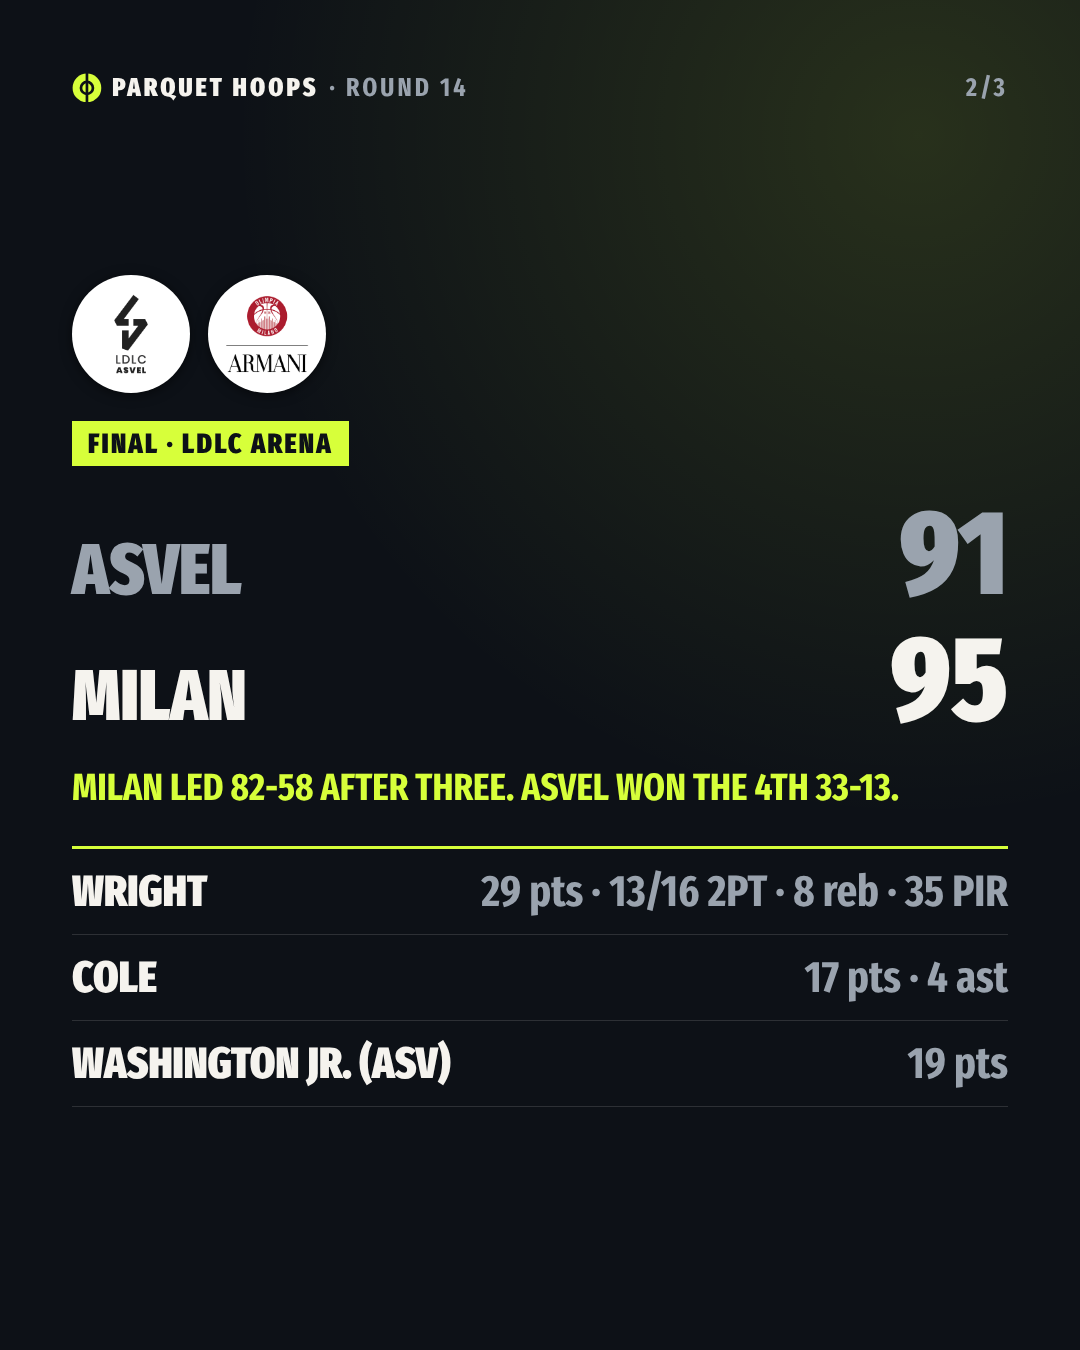 PARQUET HOOPS · ROUND 14
2/3
LDLC
ASVEL
OLIMPIA
MILANO
ARMANI
FINAL · LDLC ARENA
ASVEL 91
MILAN 95
MILAN LED 82-58 AFTER THREE. ASVEL WON THE 4TH 33-13.
WRIGHT 29 pts · 13/16 2PT · 8 reb · 35 PIR
COLE 17 pts · 4 ast
WASHINGTON JR. (ASV) 19 pts